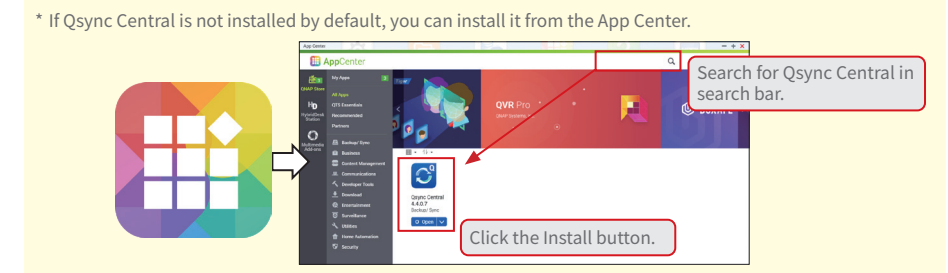 * If Qsync Central is not installed by default, you can install it from the App Center.
App Center
AppCenter
Search for Qsync Central in
search bar.
QNAP Store
HybridDesk
Station
Multimedia
Add-ons
My Apps
All Apps
QTS Essentials
Recommended
Partners
Backup/ Sync
Business
Content Management
Communications
Developer Tools
Download
Entertainment
Surveillance
Utilities
Home Automation
Security
QVR Pro
Qsync Central
4.4.0.7
Backup/ Sync
Open
Click the Install button.